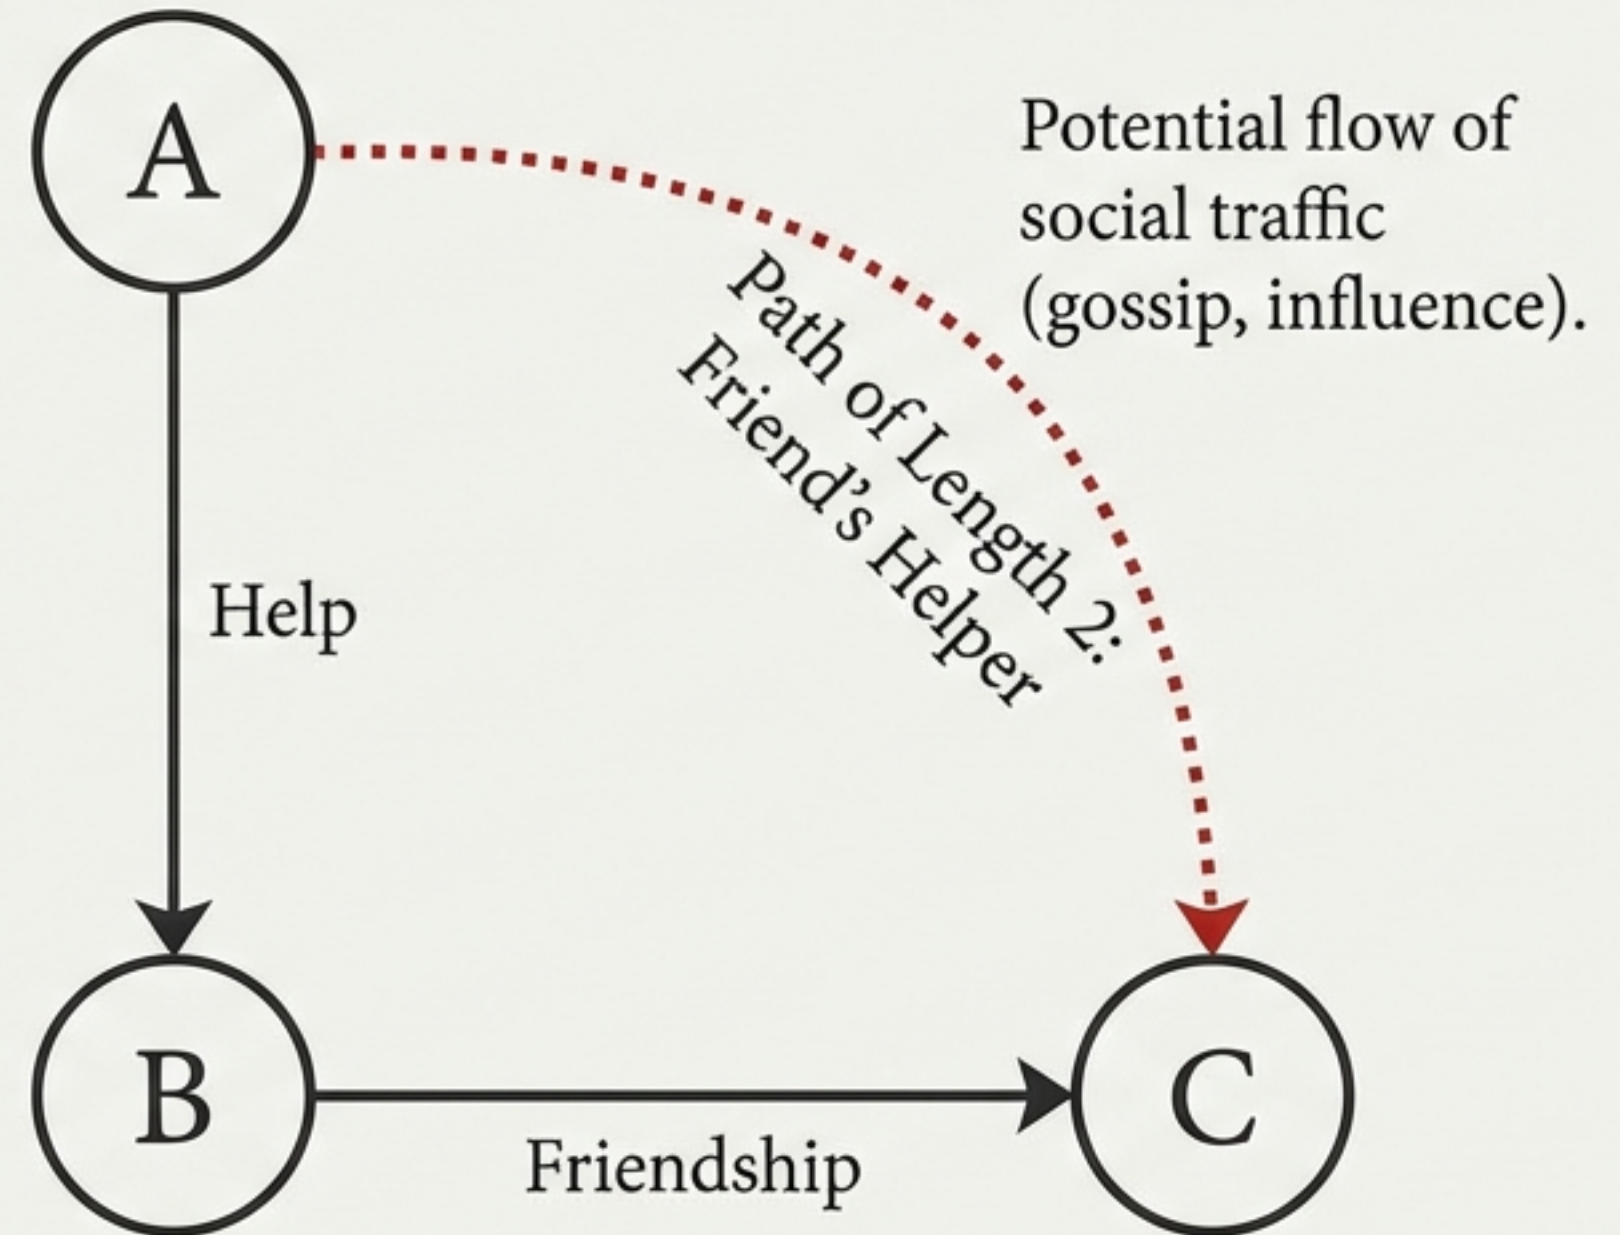 A
Potential flow of
social traffic
(gossip, influence).
Path of Length 2:
Friend’s Helper
Help
B
C
Friendship